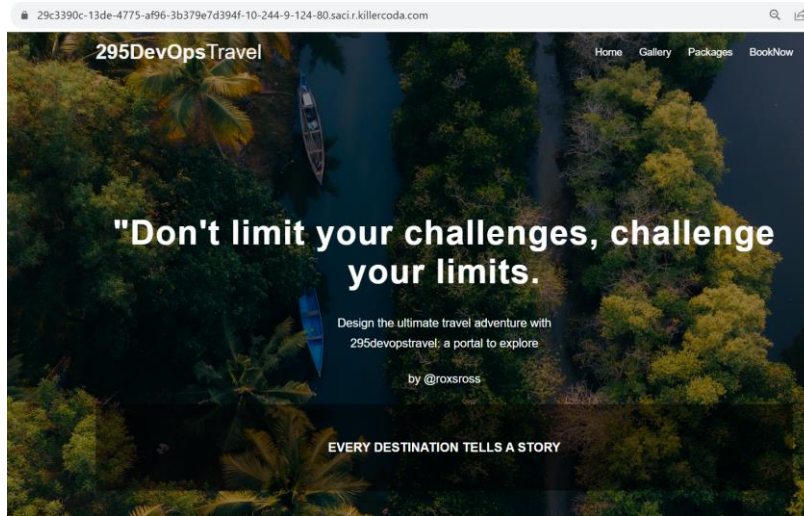 29c3390c-13de-4775-af96-3b379e7d394f-10-244-9-124-80.saci.r.killercoda.com
295DevOpsTravel
Home Gallery Packages BookNow
"Don't limit your challenges, challenge
your limits.
Design the ultimate travel adventure with
295devopstravel: a portal to explore
by @roxsross
EVERY DESTINATION TELLS A STORY